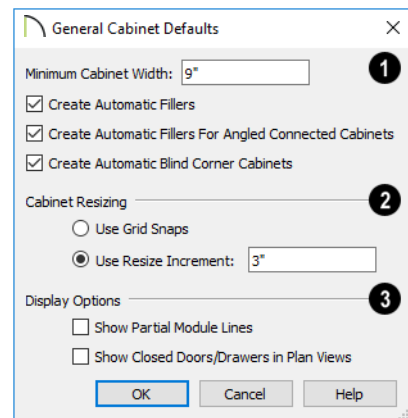 General Cabinet Defaults
Minimum Cabinet Width: 9" 1
Create Automatic Fillers
Create Automatic Fillers For Angled Connected Cabinets
Create Automatic Blind Corner Cabinets
Cabinet Resizing 2
Use Grid Snaps
Use Resize Increment: 3"
Display Options 3
Show Partial Module Lines
Show Closed Doors/Drawers in Plan Views
OK Cancel Help